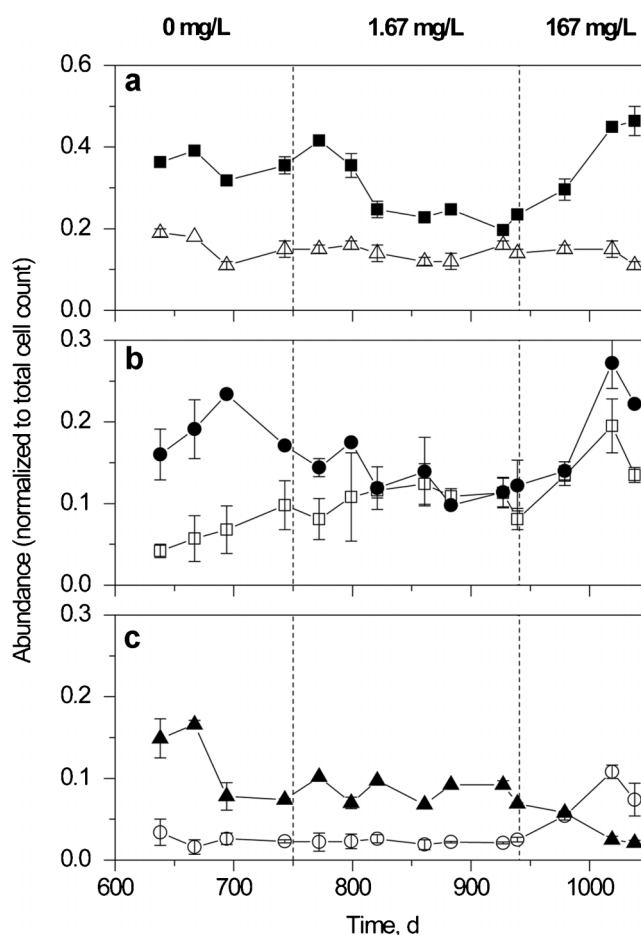 0 mg/L 1.67 mg/L 167 mg/L
a
0.6
0.4
0.2
0.0
b
0.3
0.2
0.1
0.0
c
0.3
0.2
0.1
0.0
Abundance (normalized to total cell count)
600 700 800 900 1000
Time, d